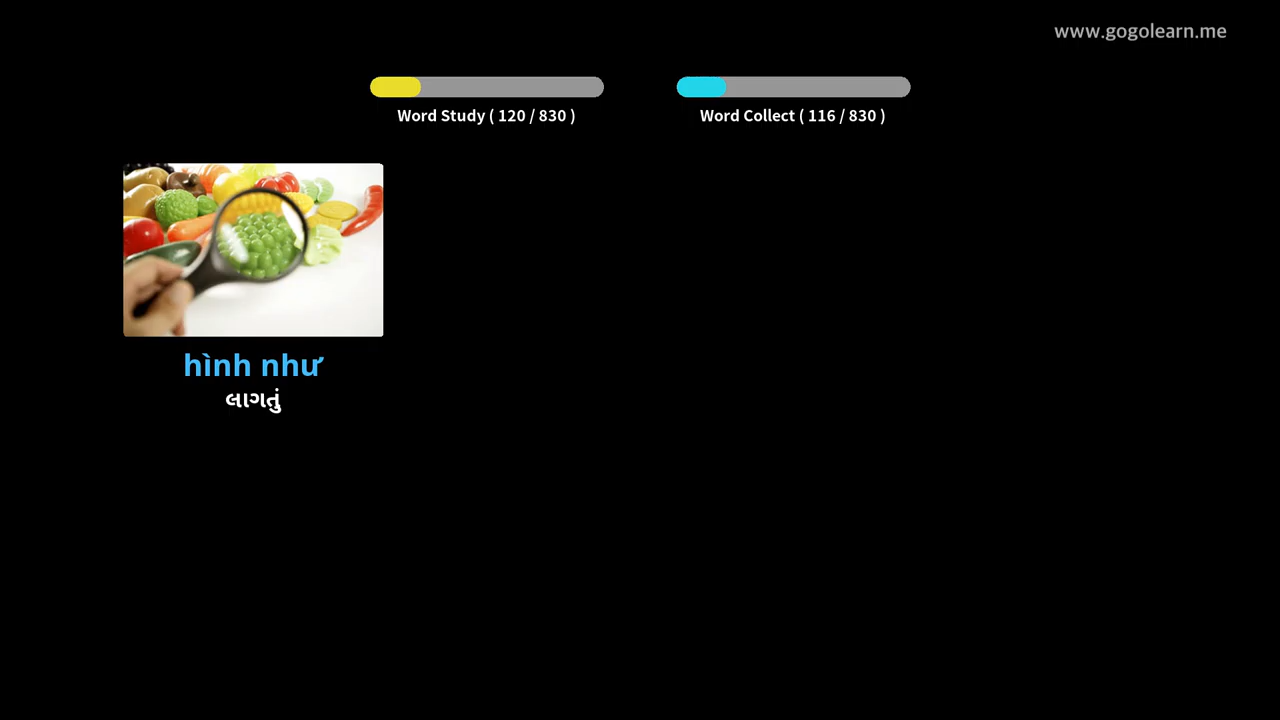 www.gogolearn.me
Word Study ( 120 / 830 )
Word Collect ( 116 / 830 )
hình như
લાગતું